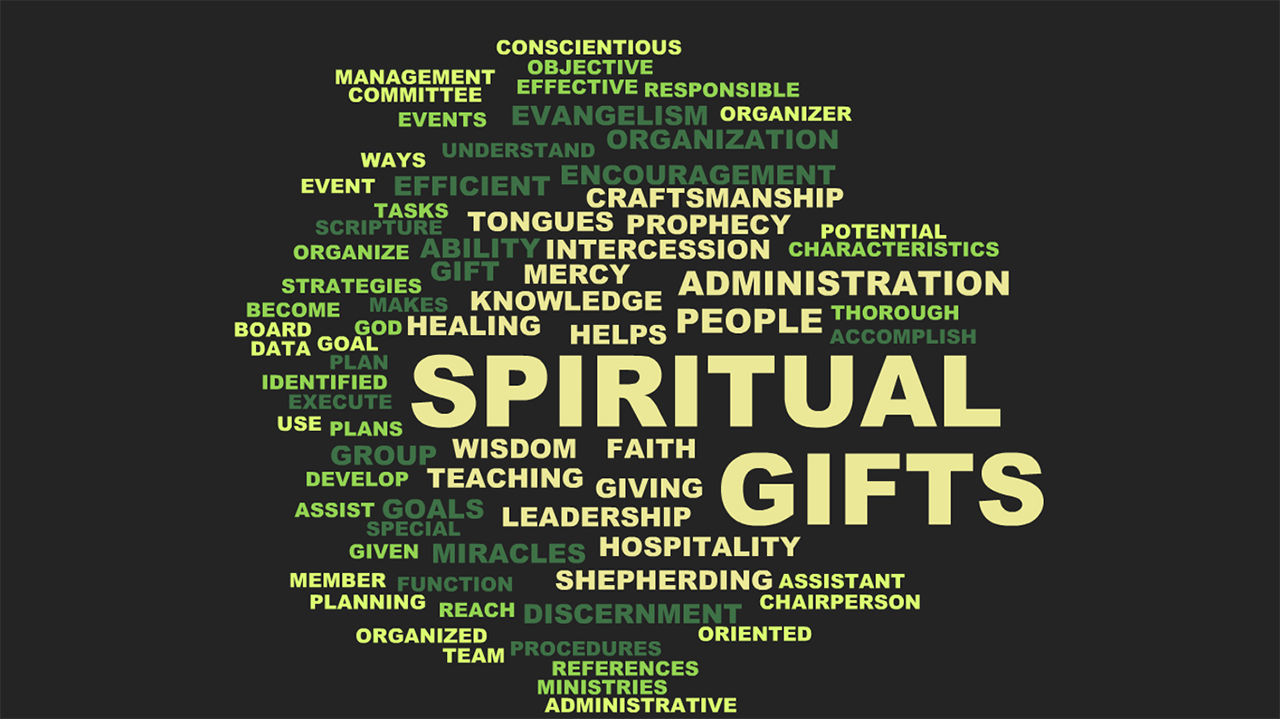 CONSCIENTIOUS
OBJECTIVE
MANAGEMENT
EFFECTIVE RESPONSIBLE
COMMITTEE
EVENTS EVANGELISM ORGANIZER
ORGANIZATION
UNDERSTAND
WAYS
ENCOURAGEMENT
EVENT EFFICIENT
CRAFTSMANSHIP
TASKS
SCRIPTURE TONGUES PROPHECY POTENTIAL
ORGANIZE ABILITY INTERCESSION CHARACTERISTICS
GIFT MERCY
STRATEGIES ADMINISTRATION
BECOME MAKES KNOWLEDGE THOROUGH
BOARD GOD HEALING HELPS PEOPLE ACCOMPLISH
DATA GOAL
PLAN
IDENTIFIED
EXECUTE SPIRITUAL
USE PLANS
GROUP WISDOM FAITH
DEVELOP TEACHING GIVING GIFTS
ASSIST GOALS LEADERSHIP
SPECIAL
GIVEN MIRACLES HOSPITALITY
MEMBER FUNCTION SHEPHERDING ASSISTANT
PLANNING REACH DISCERNMENT CHAIRPERSON
ORGANIZED ORIENTED
TEAM PROCEDURES
REFERENCES
MINISTRIES
ADMINISTRATIVE